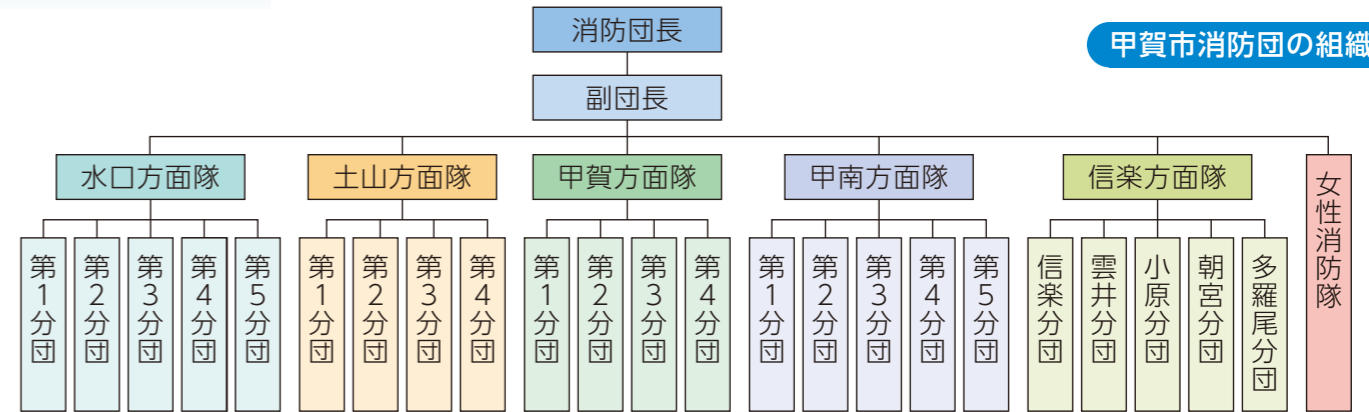 甲賀市消防団の組織
消防団長
副団長
水口方面隊
土山方面隊
甲賀方面隊
甲南方面隊
信楽方面隊
女性消防隊
第1分団
第2分団
第3分団
第4分団
第5分団
第1分団
第2分団
第3分団
第4分団
第1分団
第2分団
第3分団
第4分団
第1分団
第2分団
第3分団
第4分団
第5分団
信楽分団
雲井分団
小原分団
朝宮分団
多羅尾分団